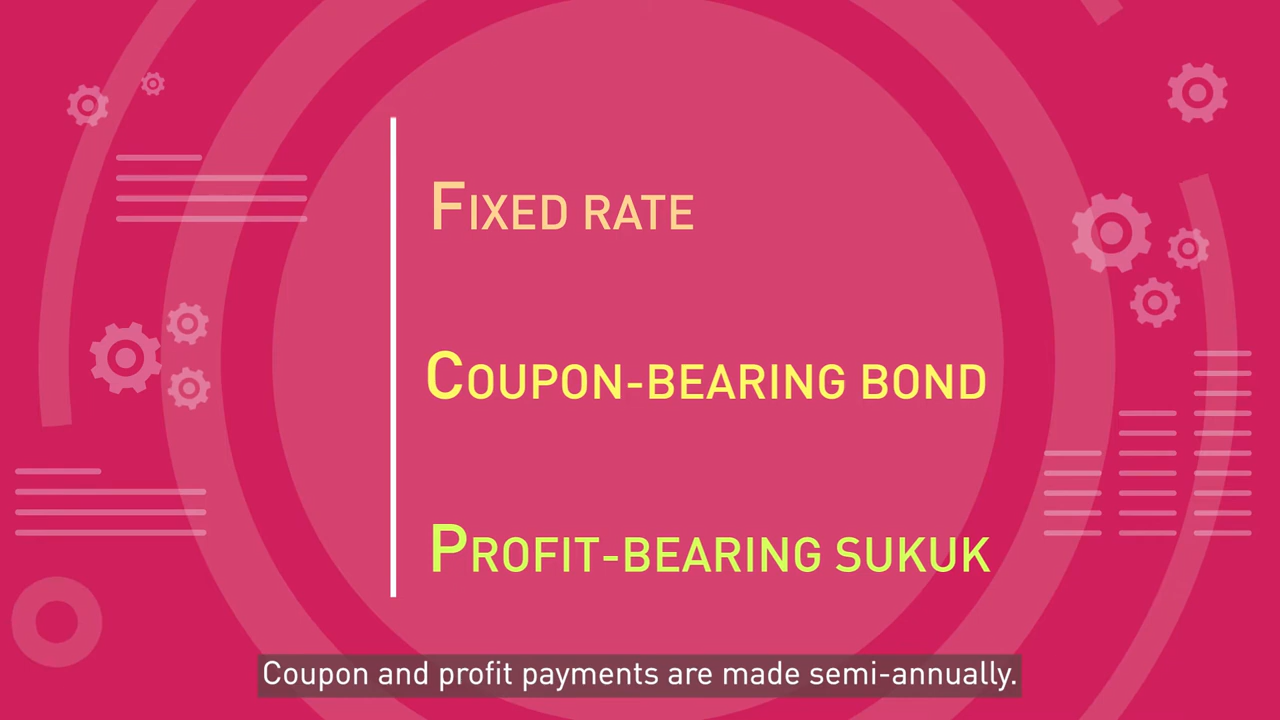 FIXED RATE
COUPON-BEARING BOND
PROFIT-BEARING SUKUK
Coupon and profit payments are made semi-annually.